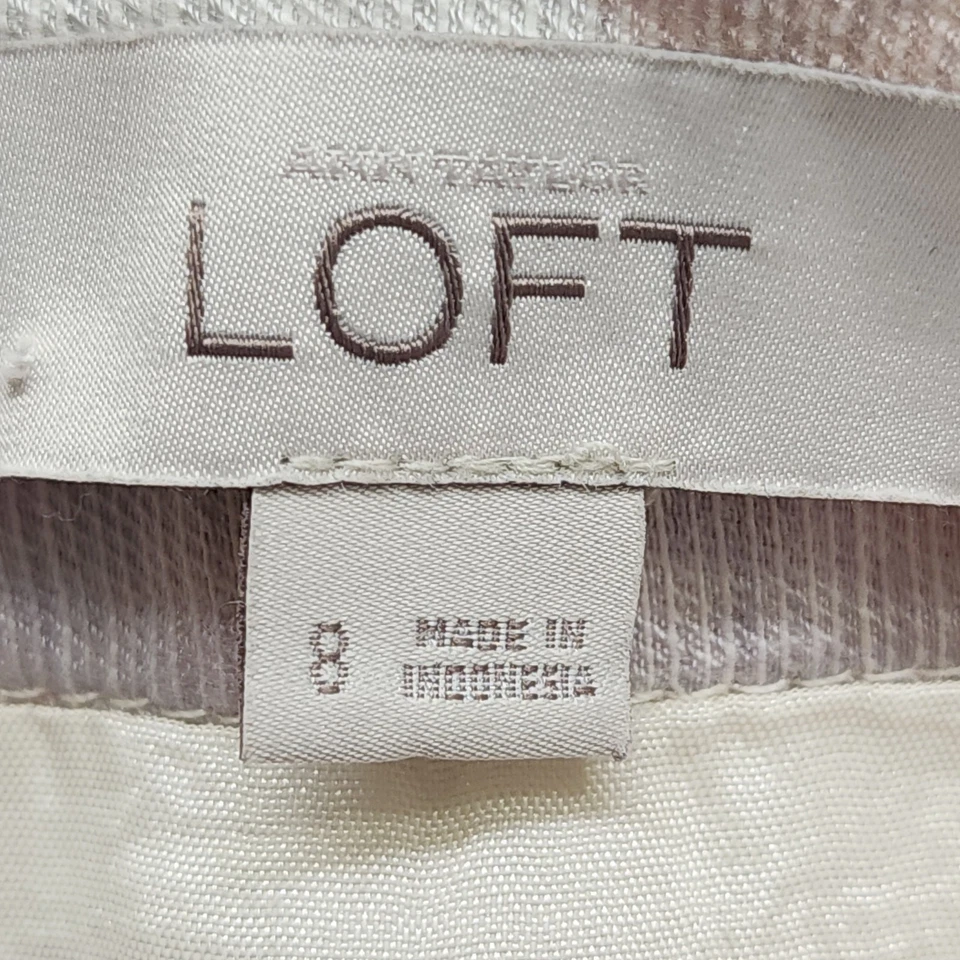 ANN TAYLOR
LOFT
8
MADE IN
INDONESIA